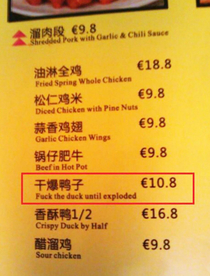 溜肉段 €9.8
Shredded Pork with Garlic & Chili Sauce
油淋全鸡 €18.8
Fried Spring Whole Chicken
松仁鸡米 €9.8
Diced Chicken with Pine Nuts
蒜香鸡翅 €9.8
Garlic Chicken Wings
锅仔肥牛 €9.8
Beef in Hot Pot
干爆鸭子 €10.8
Fuck the duck until exploded
香酥鸭1/2 €16.8
Crispy Duck by Half
醋溜鸡 €9.8
Sour chicken